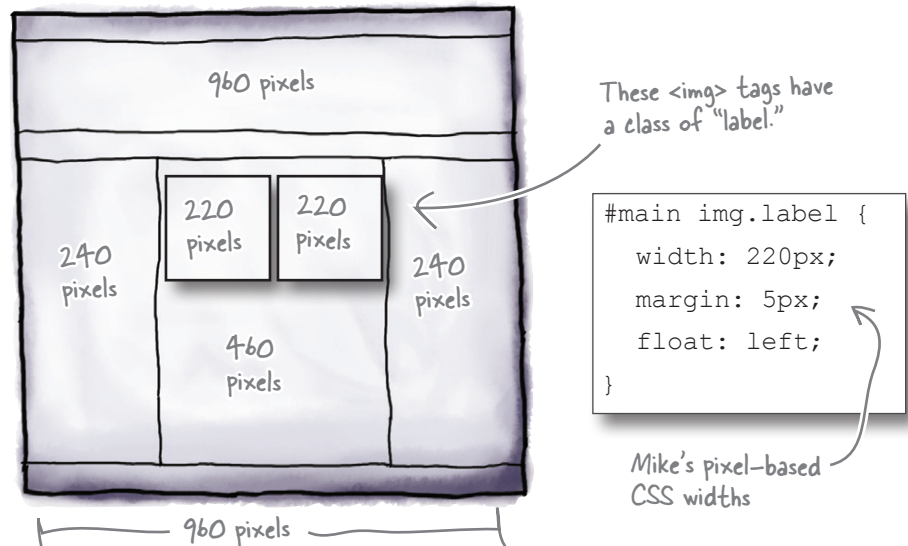 960 pixels
These <img> tags have
a class of “label.”
220
pixels
220
pixels
240
pixels
240
pixels
460
pixels
#main img.label {
width: 220px;
margin: 5px;
float: left;
}
Mike’s pixel-based
CSS widths
960 pixels